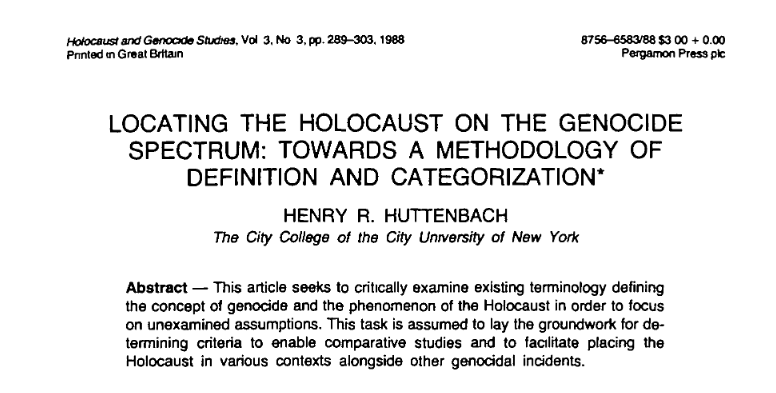 Holocaust and Genocide Studies, Vol 3, No 3, pp. 289–303, 1988
Printed in Great Britain
8756–6583/88 $3 00 + 0.00
Pergamon Press plc
LOCATING THE HOLOCAUST ON THE GENOCIDE
SPECTRUM: TOWARDS A METHODOLOGY OF
DEFINITION AND CATEGORIZATION*
HENRY R. HUTTENBACH
The City College of the City University of New York
Abstract — This article seeks to critically examine existing terminology defining
the concept of genocide and the phenomenon of the Holocaust in order to focus
on unexamined assumptions. This task is assumed to lay the groundwork for de-
termining criteria to enable comparative studies and to facilitate placing the
Holocaust in various contexts alongside other genocidal incidents.